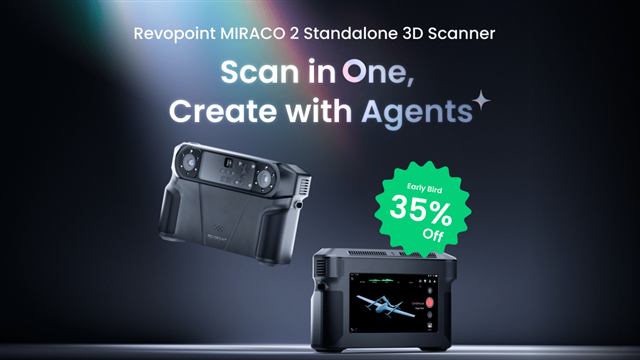 Revopoint MIRACO 2 Standalone 3D Scanner
Scan in One,
Create with Agents
Early Bird
35%
Off